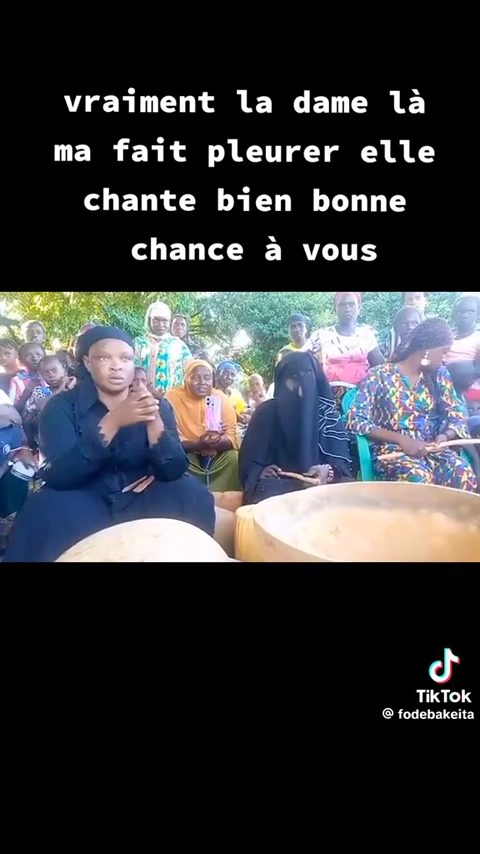 vraiment la dame là
ma fait pleurer elle
chante bien bonne
chance à vous
TikTok
@ fodebakeita